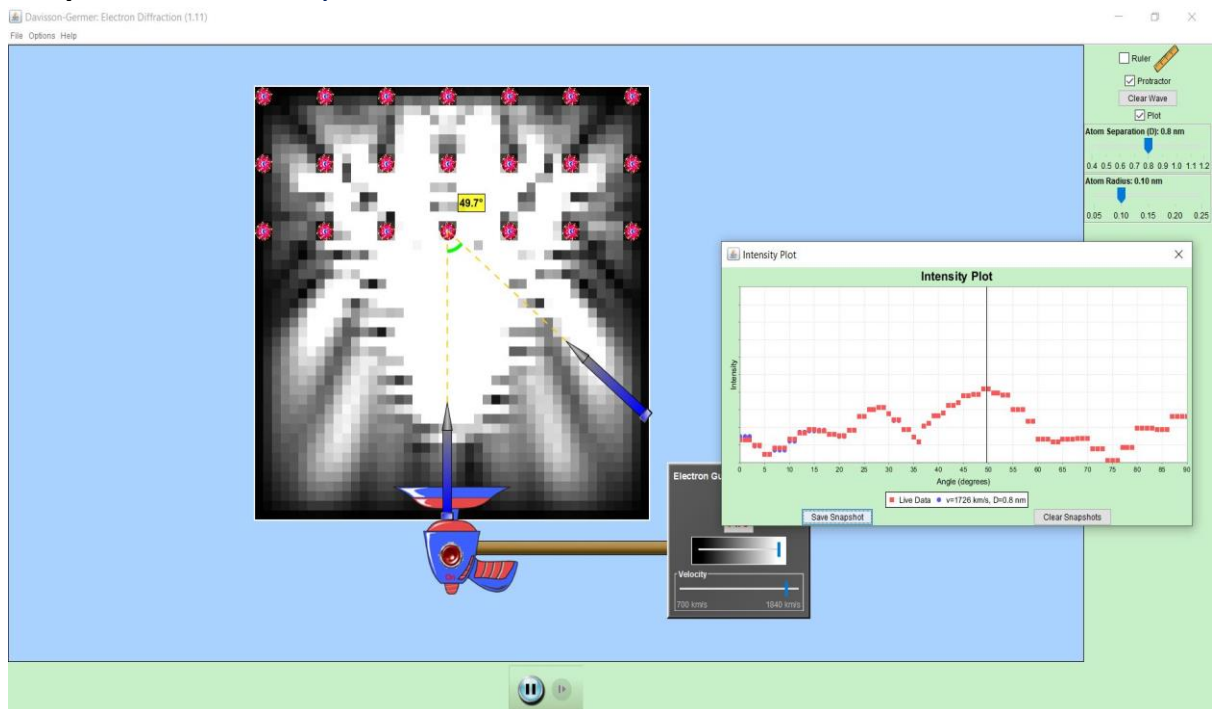 Davisson-Germer: Electron Diffraction (1.11)
File Options Help
Ruler
Protractor
Clear Wave
Plot
Atom Separation (D): 0.8 nm
0.4 0.5 0.6 0.7 0.8 0.9 1.0 1.1 1.2
Atom Radius: 0.10 nm
0.05 0.10 0.15 0.20 0.25
49.7°
Intensity Plot
Intensity Plot
Intensity
0 5 10 15 20 25 30 35 40 45 50 55 60 65 70 75 80 85 90
Angle (degrees)
Live Data v=1726 km/s, D=0.8 nm
Save Snapshot Clear Snapshots
Electron Gu
Velocity
700 km/s 1840 km/s